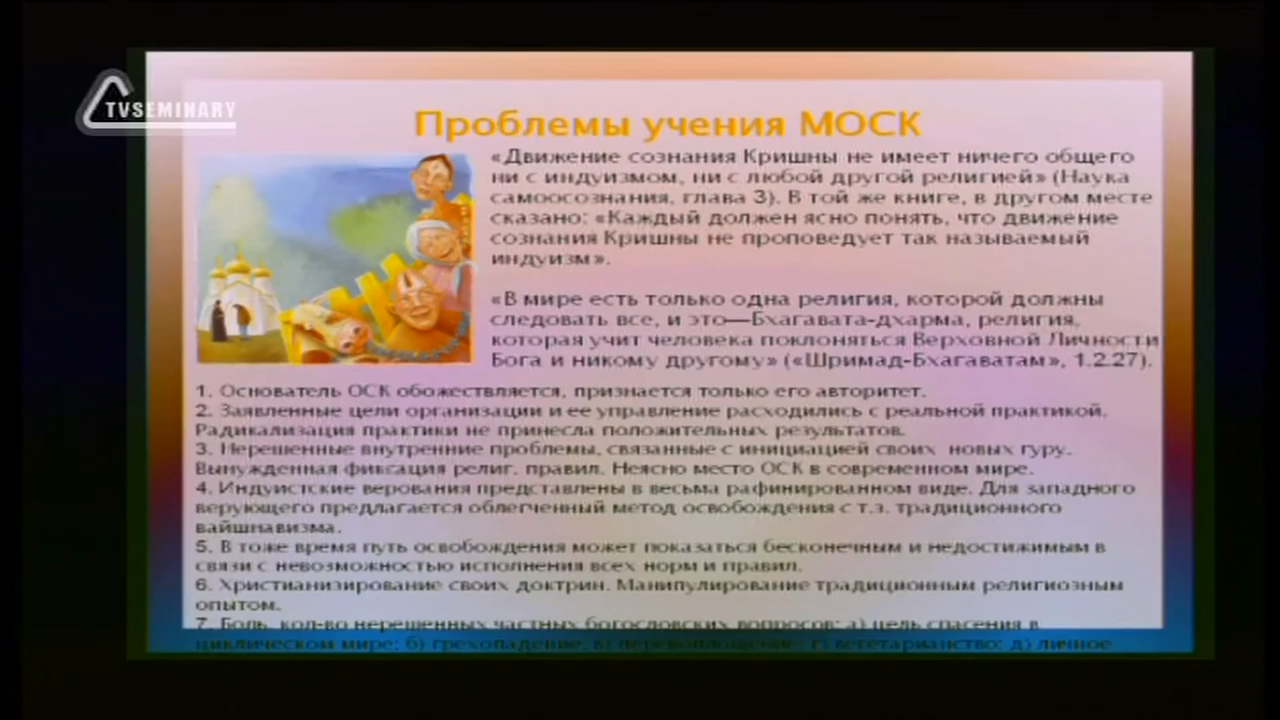 TVSEMINARY
Проблемы учения МОСК
«Движение сознания Кришны не имеет ничего общего
ни с индуизмом, ни с любой другой религией» (Наука
самоосознания, глава 3). В той же книге, в другом месте
сказано: «Каждый должен ясно понять, что движение
сознания Кришны не проповедует так называемый
индуизм».
«В мире есть только одна религия, которой должны
следовать все, и это—Бхагавата-дхарма, религия,
которая учит человека поклоняться Верховной Личности
Бога и никому другому» («Шримад-Бхагаватам», 1.2.27).
1. Основатель ОСК обожествляется, признается только его авторитет.
2. Заявленные цели организации и ее управление расходились с реальной практикой.
Радикализация практики не принесла положительных результатов.
3. Нерешенные внутренние проблемы, связанные с инициацией своих новых гуру.
Вынужденная фиксация религ. правил. Неясно место ОСК в современном мире.
4. Индуистские верования представлены в весьма рафинированном виде. Для западного
верующего предлагается облегченный метод освобождения с т.з. традиционного
вайшнавизма.
5. В тоже время путь освобождения может показаться бесконечным и недостижимым в
связи с невозможностью исполнения всех норм и правил.
6. Христианизирование своих доктрин. Манипулирование традиционным религиозным
опытом.
7. Боль. кол-во нерешенных частных богословских вопросов: а) цель спасения в
циклическом мире; б) грехопадение; в) перевоплощение; г) вегетарианство; д) личное